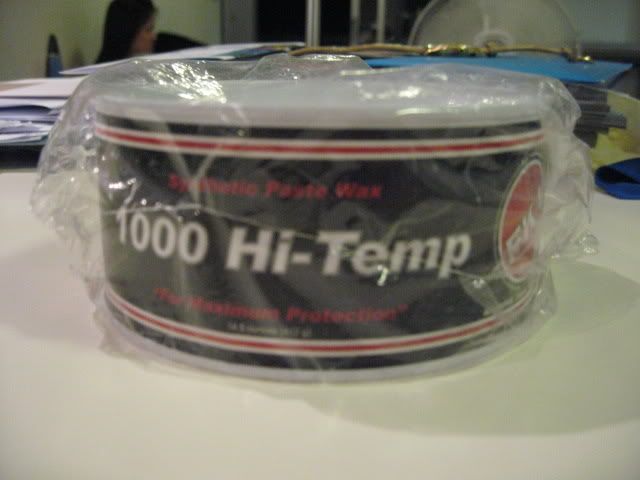 Synthetic Paste Wax
1000 Hi-Temp
"For Maximum Protection"